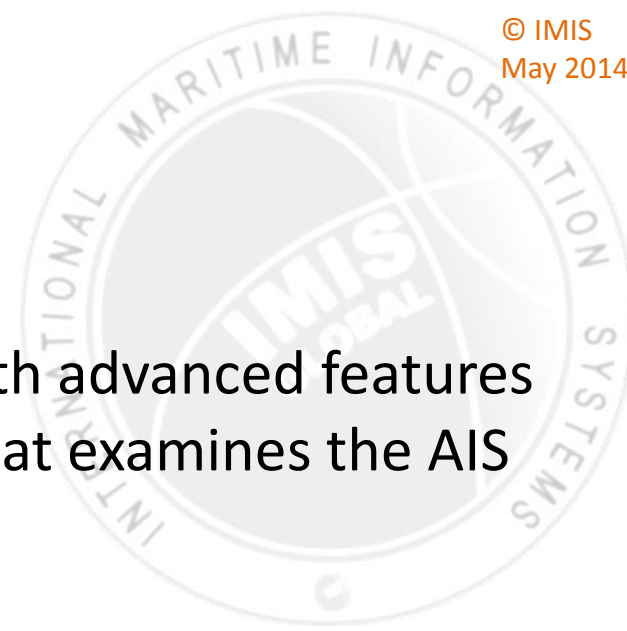 © IMIS
May 2014
INTERNATIONAL MARITIME INFORMATION SYSTEMS
IMIS
GLOBAL
th advanced features
at examines the AIS